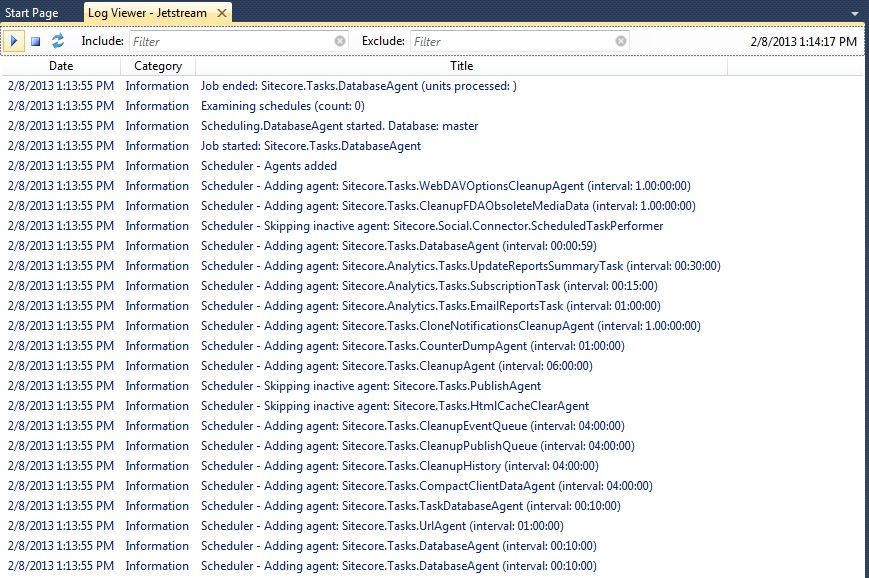 Start Page Log Viewer - Jetstream
Include: Filter Exclude: Filter 2/8/2013 1:14:17 PM
Date Category Title
2/8/2013 1:13:55 PM Information Job ended: Sitecore.Tasks.DatabaseAgent (units processed: )
2/8/2013 1:13:55 PM Information Examining schedules (count: 0)
2/8/2013 1:13:55 PM Information Scheduling.DatabaseAgent started. Database: master
2/8/2013 1:13:55 PM Information Job started: Sitecore.Tasks.DatabaseAgent
2/8/2013 1:13:55 PM Information Scheduler - Agents added
2/8/2013 1:13:55 PM Information Scheduler - Adding agent: Sitecore.Tasks.WebDAVOptionsCleanupAgent (interval: 1.00:00:00)
2/8/2013 1:13:55 PM Information Scheduler - Adding agent: Sitecore.Tasks.CleanupFDAObsoleteMediaData (interval: 1.00:00:00)
2/8/2013 1:13:55 PM Information Scheduler - Skipping inactive agent: Sitecore.Social.Connector.ScheduledTaskPerformer
2/8/2013 1:13:55 PM Information Scheduler - Adding agent: Sitecore.Tasks.DatabaseAgent (interval: 00:00:59)
2/8/2013 1:13:55 PM Information Scheduler - Adding agent: Sitecore.Analytics.Tasks.UpdateReportsSummaryTask (interval: 00:30:00)
2/8/2013 1:13:55 PM Information Scheduler - Adding agent: Sitecore.Analytics.Tasks.SubscriptionTask (interval: 00:15:00)
2/8/2013 1:13:55 PM Information Scheduler - Adding agent: Sitecore.Analytics.Tasks.EmailReportsTask (interval: 01:00:00)
2/8/2013 1:13:55 PM Information Scheduler - Adding agent: Sitecore.Tasks.CloneNotificationsCleanupAgent (interval: 1.00:00:00)
2/8/2013 1:13:55 PM Information Scheduler - Adding agent: Sitecore.Tasks.CounterDumpAgent (interval: 01:00:00)
2/8/2013 1:13:55 PM Information Scheduler - Adding agent: Sitecore.Tasks.CleanupAgent (interval: 06:00:00)
2/8/2013 1:13:55 PM Information Scheduler - Skipping inactive agent: Sitecore.Tasks.PublishAgent
2/8/2013 1:13:55 PM Information Scheduler - Skipping inactive agent: Sitecore.Tasks.HtmlCacheClearAgent
2/8/2013 1:13:55 PM Information Scheduler - Adding agent: Sitecore.Tasks.CleanupEventQueue (interval: 04:00:00)
2/8/2013 1:13:55 PM Information Scheduler - Adding agent: Sitecore.Tasks.CleanupPublishQueue (interval: 04:00:00)
2/8/2013 1:13:55 PM Information Scheduler - Adding agent: Sitecore.Tasks.CleanupHistory (interval: 04:00:00)
2/8/2013 1:13:55 PM Information Scheduler - Adding agent: Sitecore.Tasks.CompactClientDataAgent (interval: 04:00:00)
2/8/2013 1:13:55 PM Information Scheduler - Adding agent: Sitecore.Tasks.TaskDatabaseAgent (interval: 00:10:00)
2/8/2013 1:13:55 PM Information Scheduler - Adding agent: Sitecore.Tasks.UrlAgent (interval: 01:00:00)
2/8/2013 1:13:55 PM Information Scheduler - Adding agent: Sitecore.Tasks.DatabaseAgent (interval: 00:10:00)
2/8/2013 1:13:55 PM Information Scheduler - Adding agent: Sitecore.Tasks.DatabaseAgent (interval: 00:10:00)